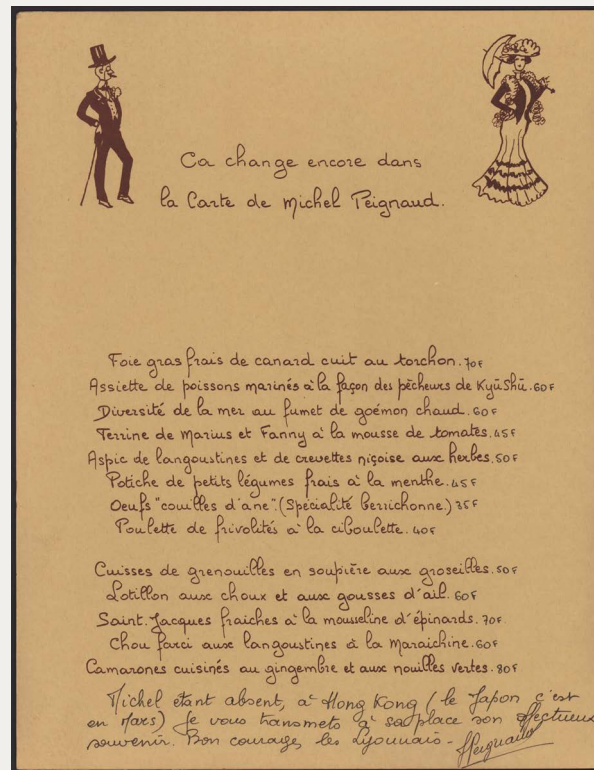 Ca change encore dans
la Carte de Michel Peignaud.
Foie gras frais de canard cuit au torchon. 70F
Assiette de poissons marinés à la façon des pêcheurs de Kyūshū. 60F
Diversité de la mer au fumet de goémon chaud. 60F
Terrine de Marius et Fanny à la mousse de tomates. 45F
Aspic de langoustines et de crevettes niçoise aux herbes. 50F
Potiche de petits légumes frais à la menthe. 45F
Oeufs "couilles d'ane". (Spécialité berrichonne.) 35F
Poulette de frivolités à la ciboulette. 40F
Cuisses de grenouilles en soupière aux groseilles. 50F
Lotillon aux choux et aux gousses d'ail. 60F
Saint.Jacques fraiches à la mousseline d'épinards. 70F
Chou farci aux langoustines à la Maraichine. 60F
Camarones cuisinés au gingembre et aux nouilles vertes. 80F
Michel étant absent, à Hong Kong (le Japon c'est
en Mars) Je vous transmets à sa place son affectueux
souvenir. Bon courage, les Lyonnais -